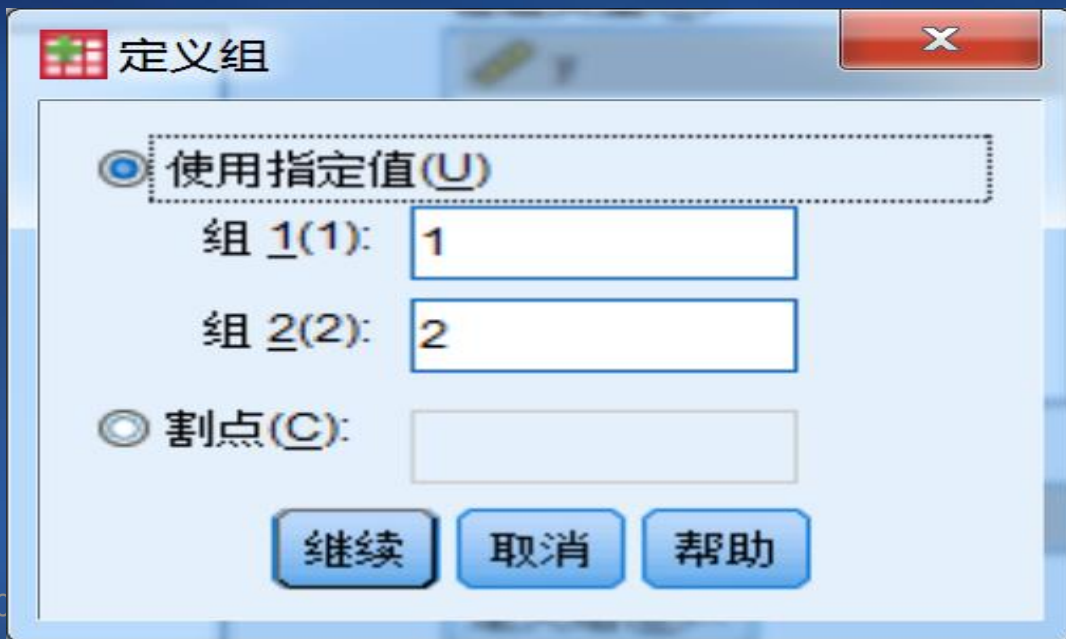 定义组
y
使用指定值(U)
组 1(1): 1
组 2(2): 2
割点(C):
继续 取消 帮助